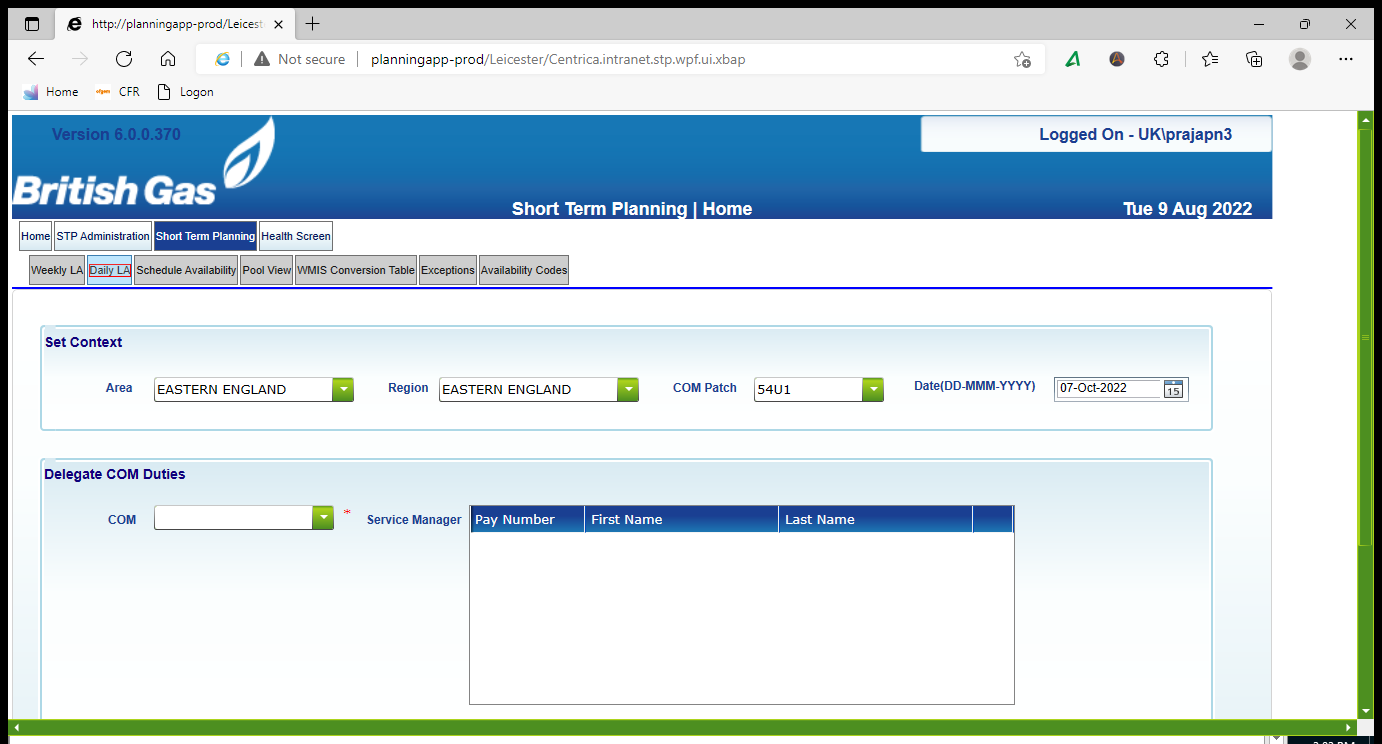 http://planningapp-prod/Leicest
Not secure planningapp-prod/Leicester/Centrica.intranet.stp.wpf.ui.xbap
Home CFR Logon
Version 6.0.0.370
Logged On - UK\prajapn3
British Gas
Short Term Planning | Home
Tue 9 Aug 2022
Home STP Administration Short Term Planning Health Screen
Weekly LA Daily LA Schedule Availability Pool View WMIS Conversion Table Exceptions Availability Codes
Set Context
Area EASTERN ENGLAND Region EASTERN ENGLAND COM Patch 54U1 Date(DD-MMM-YYYY) 07-Oct-2022 15
Delegate COM Duties
COM * Service Manager Pay Number First Name Last Name